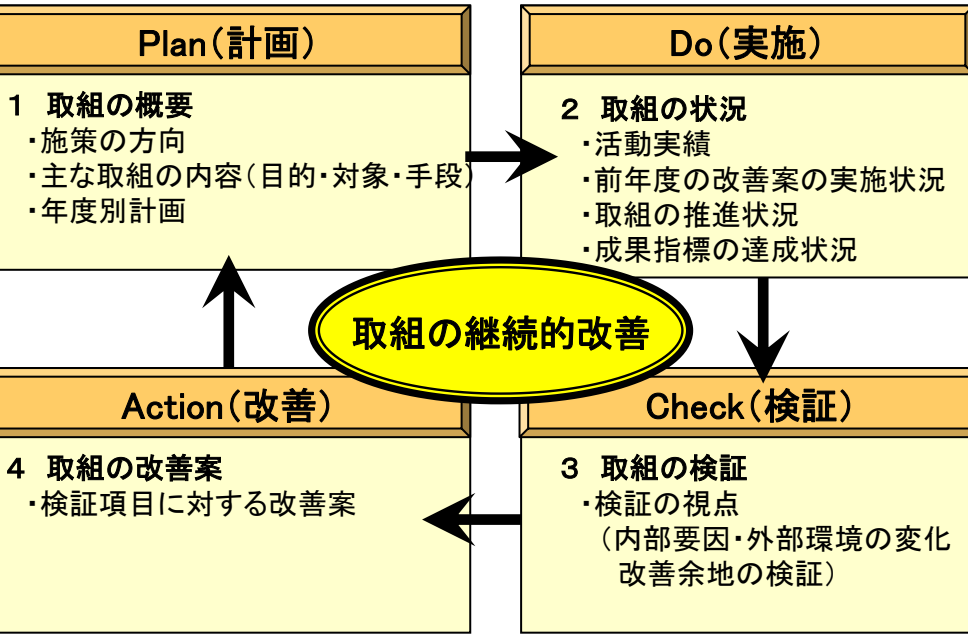 Plan（計画）
１　取組の概要
・施策の方向
・主な取組の内容（目的・対象・手段）
・年度別計画
Do（実施）
２　取組の状況
・活動実績
・前年度の改善案の実施状況
・取組の推進状況
・成果指標の達成状況
取組の継続的改善
Check（検証）
３　取組の検証
・検証の視点
（内部要因・外部環境の変化
改善余地の検証）
Action（改善）
４　取組の改善案
・検証項目に対する改善案